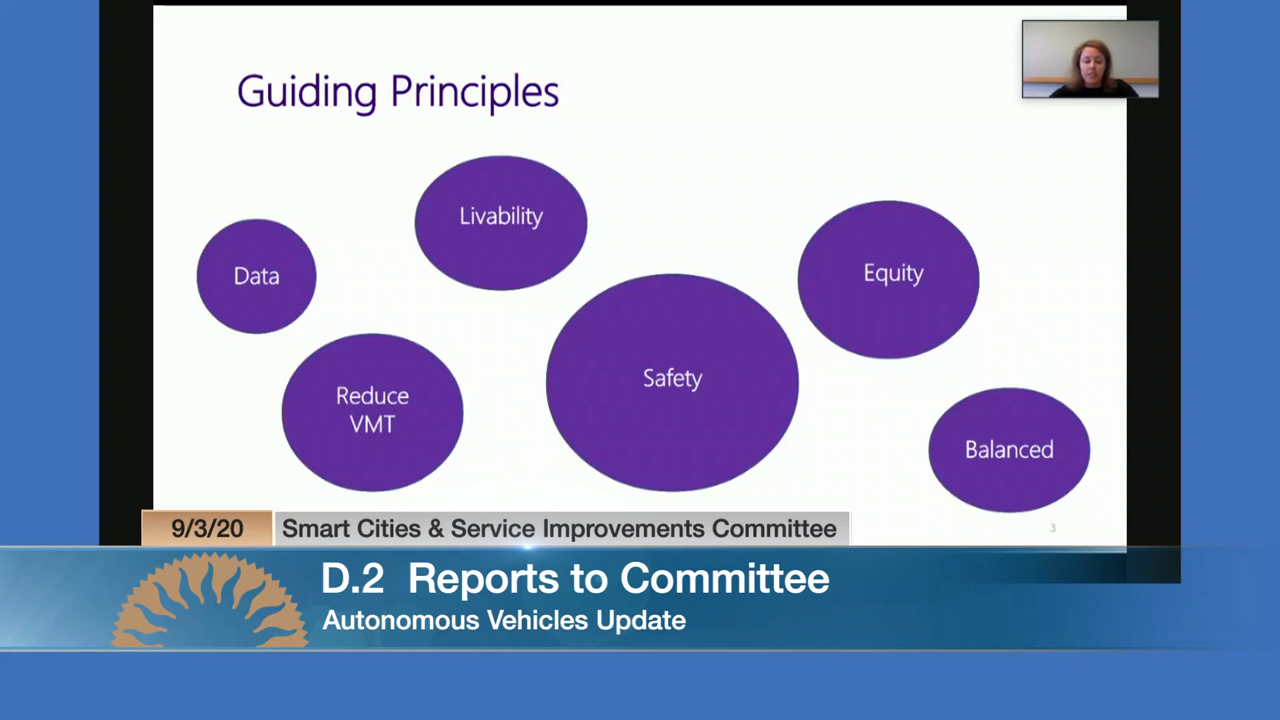 Guiding Principles
Livability
Data
Equity
Safety
Reduce
VMT
Balanced
3
9/3/20
Smart Cities & Service Improvements Committee
D.2 Reports to Committee
Autonomous Vehicles Update